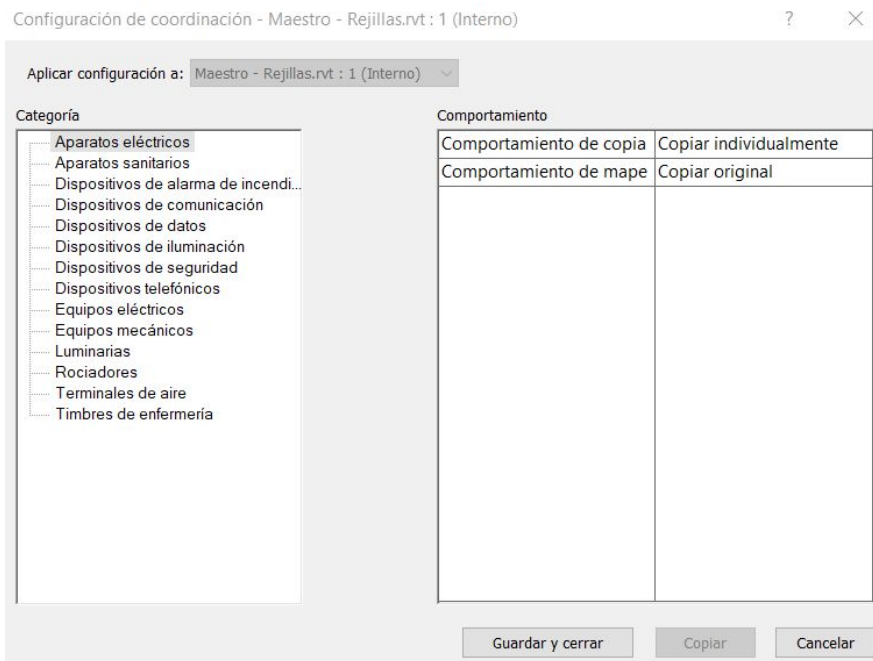 Configuración de coordinación - Maestro - Rejillas.rvt : 1 (Interno)
?
Aplicar configuración a: Maestro - Rejillas.rvt : 1 (Interno)
Categoría
Aparatos eléctricos
Aparatos sanitarios
Dispositivos de alarma de incendi...
Dispositivos de comunicación
Dispositivos de datos
Dispositivos de iluminación
Dispositivos de seguridad
Dispositivos telefónicos
Equipos eléctricos
Equipos mecánicos
Luminarias
Rociadores
Terminales de aire
Timbres de enfermería
Comportamiento
Comportamiento de copia Copiar individualmente
Comportamiento de mape Copiar original
Guardar y cerrar Copiar Cancelar